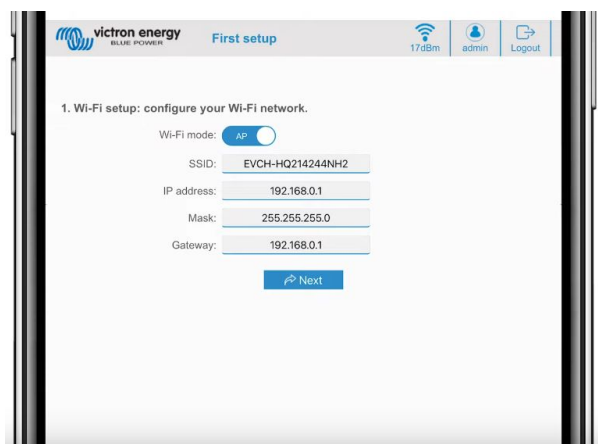 victron energy
BLUE POWER
First setup
17dBm
admin
Logout
1. Wi-Fi setup: configure your Wi-Fi network.
Wi-Fi mode: AP
SSID: EVCH-HQ214244NH2
IP address: 192.168.0.1
Mask: 255.255.255.0
Gateway: 192.168.0.1
Next